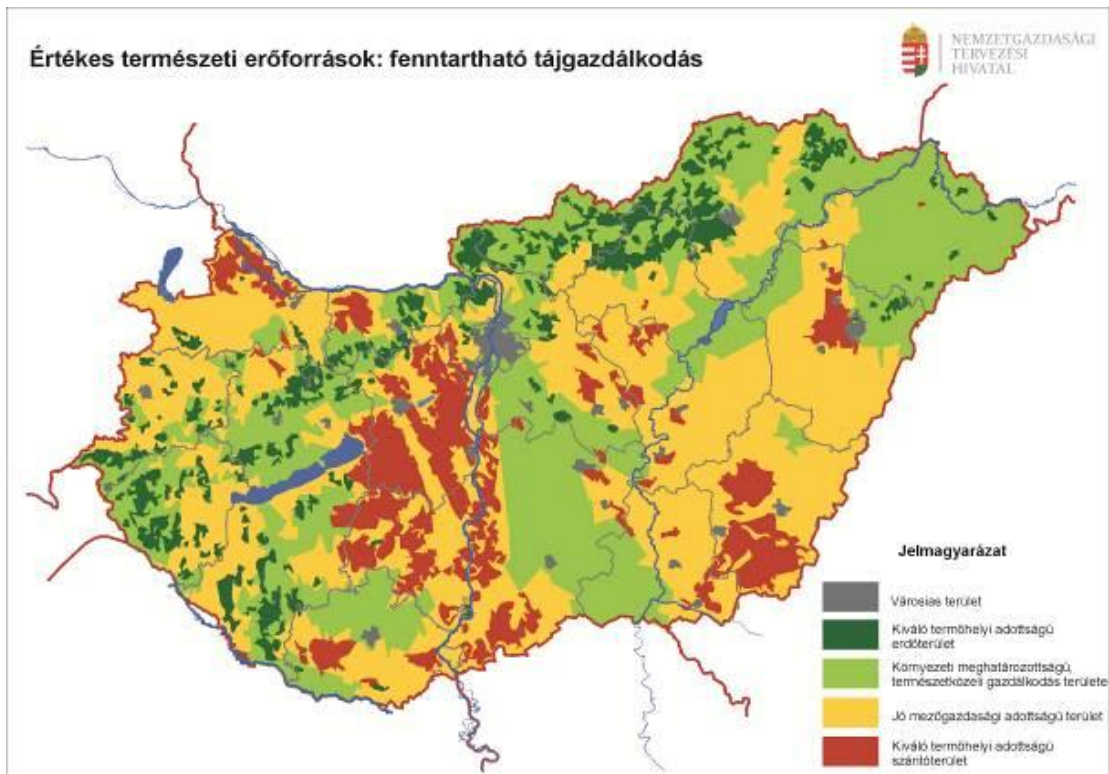 Értékes természeti erőforrások: fenntartható tájgazdálkodás
NEMZETGAZDASÁGI
TERVEZÉSI
HIVATAL
Jelmagyarázat
Városias terület
Kiváló termőhelyi adottságú
erdőterület
Környezeti meghatározottságú,
természetközeli gazdálkodás területe
Jó mezőgazdasági adottságú terület
Kiváló termőhelyi adottságú
szántóterület